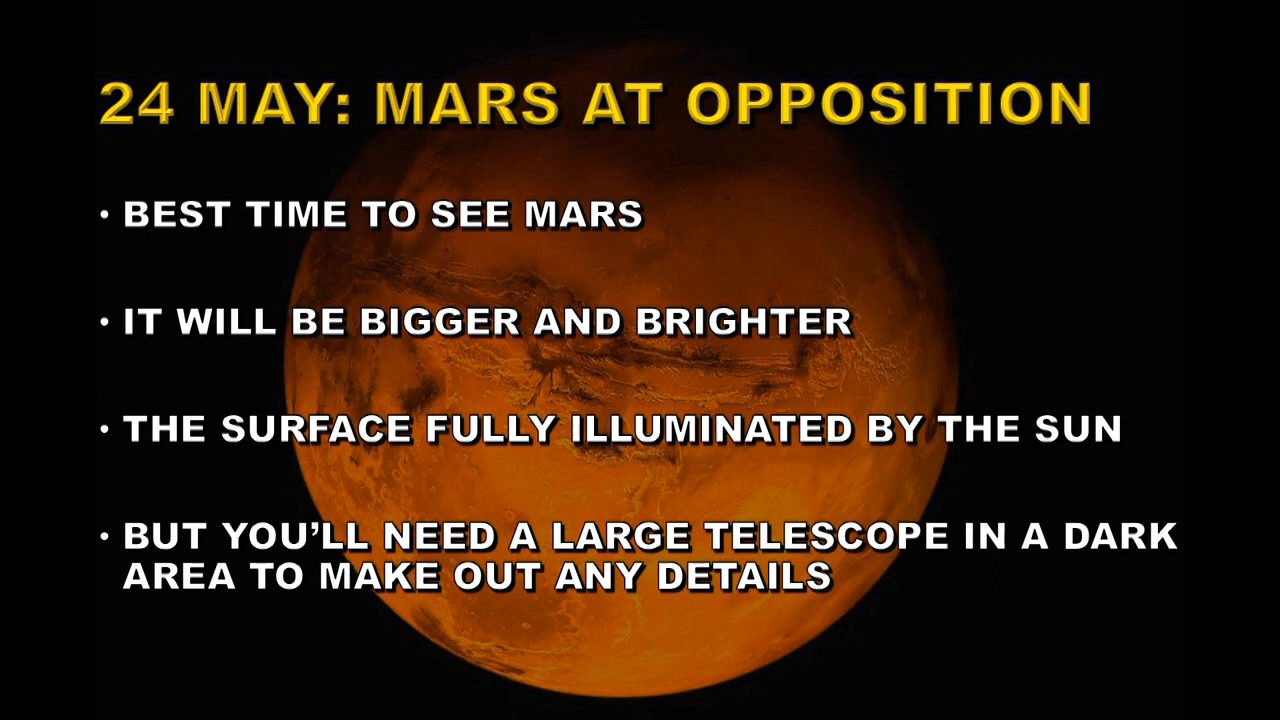 24 MAY: MARS AT OPPOSITION
• BEST TIME TO SEE MARS
• IT WILL BE BIGGER AND BRIGHTER
• THE SURFACE FULLY ILLUMINATED BY THE SUN
• BUT YOU’LL NEED A LARGE TELESCOPE IN A DARK
AREA TO MAKE OUT ANY DETAILS